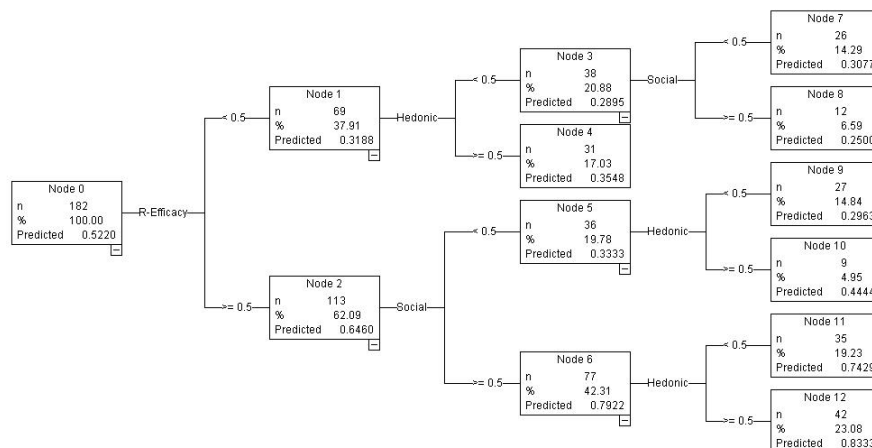 Node 0
n 182
% 100.00
Predicted 0.5220
R-Efficacy
< 0.5
Node 1
n 69
% 37.91
Predicted 0.3188
Hedonic
< 0.5
Node 3
n 38
% 20.88
Predicted 0.2895
Social
< 0.5
Node 7
n 26
% 14.29
Predicted 0.3077
>= 0.5
Node 8
n 12
% 6.59
Predicted 0.2500
>= 0.5
Node 4
n 31
% 17.03
Predicted 0.3548
>= 0.5
Node 2
n 113
% 62.09
Predicted 0.6460
Social
< 0.5
Node 5
n 36
% 19.78
Predicted 0.3333
Hedonic
< 0.5
Node 9
n 27
% 14.84
Predicted 0.2963
>= 0.5
Node 10
n 9
% 4.95
Predicted 0.4444
>= 0.5
Node 6
n 77
% 42.31
Predicted 0.7922
Hedonic
< 0.5
Node 11
n 35
% 19.23
Predicted 0.7429
>= 0.5
Node 12
n 42
% 23.08
Predicted 0.8333